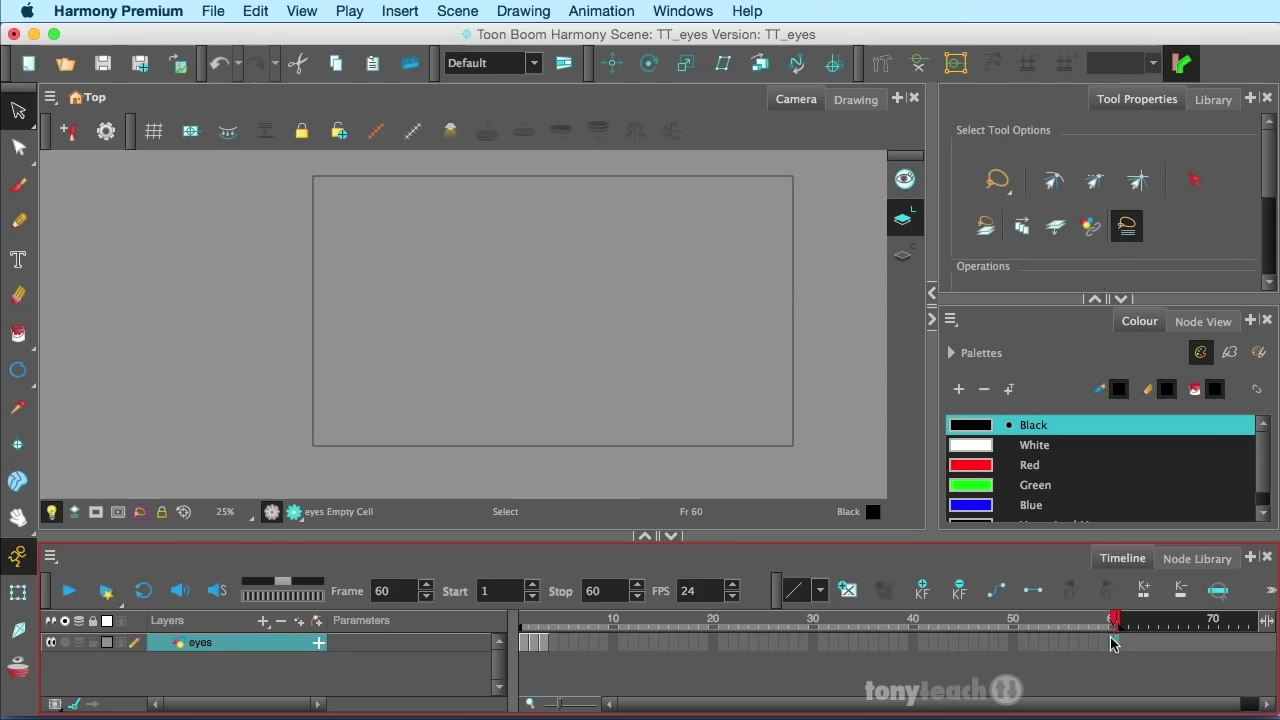 Harmony Premium File Edit View Play Insert Scene Drawing Animation Windows Help
Toon Boom Harmony Scene: TT_eyes Version: TT_eyes
Default
Top
Camera Drawing
Tool Properties Library
Select Tool Options
Operations
Colour Node View
Palettes
Black
White
Red
Green
Blue
25% eyes Empty Cell Select Fr 60 Black
Timeline Node Library
Frame 60 Start 1 Stop 60 FPS 24
KF KF K+ K-
Layers Parameters
10 20 30 40 50 70
eyes
tonyteach